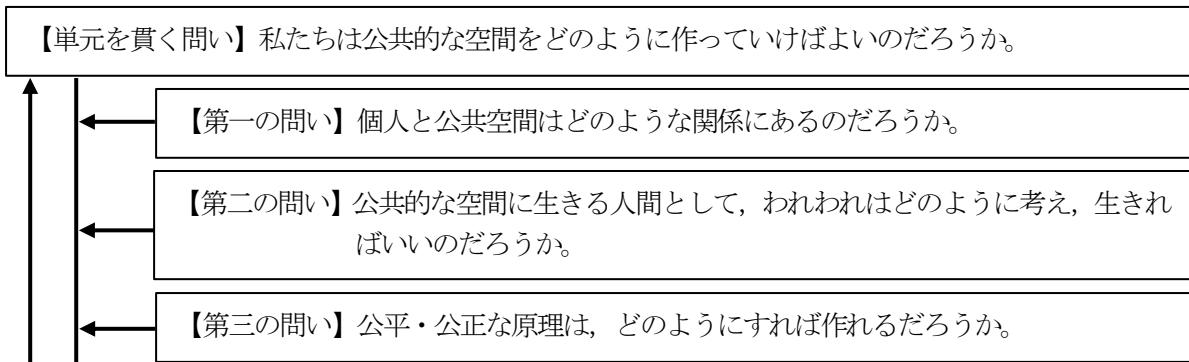 【単元を貫く問い】私たちは公共的な空間をどのように作っていけばよいのだろうか。
【第一の問い】個人と公共空間はどのような関係にあるのだろうか。
【第二の問い】公共的な空間に生きる人間として，われわれはどのように考え，生きれ
ばいいのだろうか。
【第三の問い】公平・公正な原理は，どのようにすれば作れるだろうか。